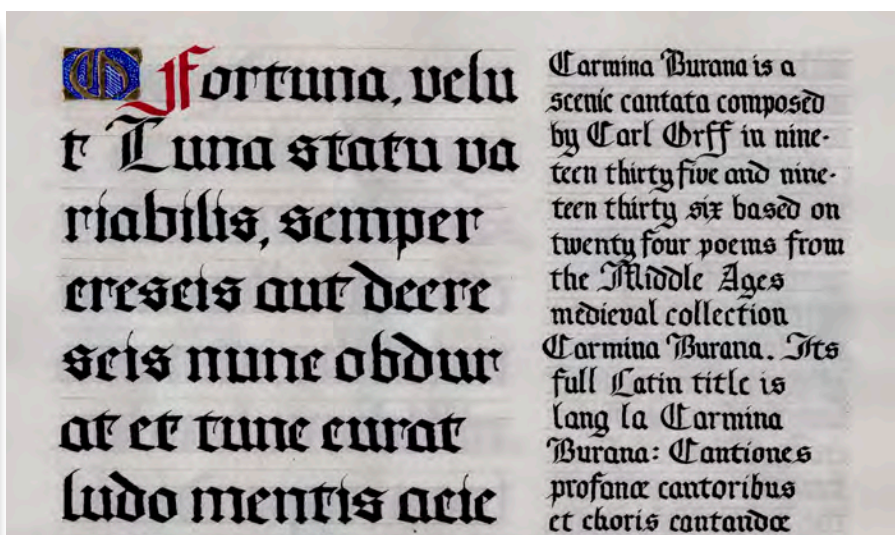 O Fortuna, velu
t Luna statu va
riabilis, semper
crescis aut decre
scis nunc obdur
at et tunc curat
ludo mentis acie
Carmina Burana is a
scenic cantata composed
by Carl Orff in nine-
teen thirty five and nine-
teen thirty six based on
twenty four poems from
the Middle Ages
medieval collection
Carmina Burana. Its
full Latin title is
lang la Carmina
Burana: Cantiones
profanæ cantoribus
et choris cantandæ